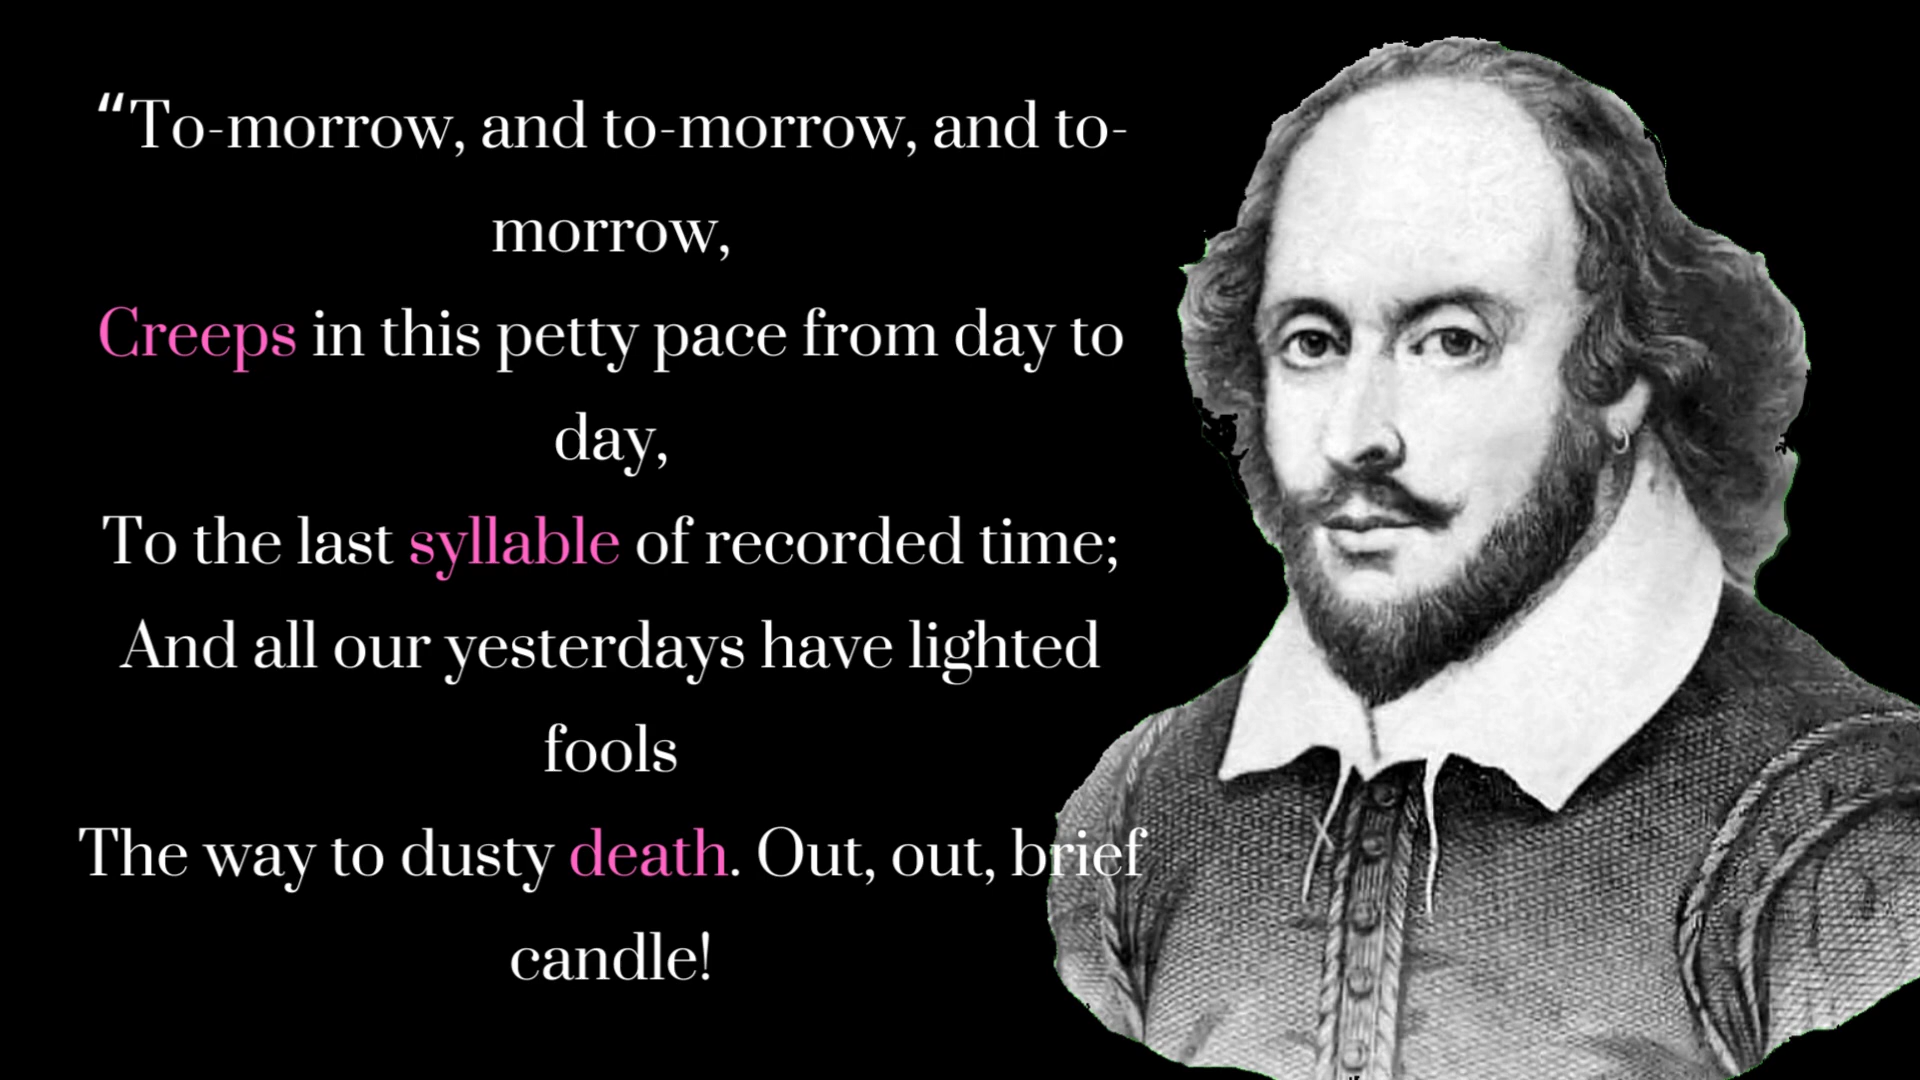 “To-morrow, and to-morrow, and to-
morrow,
Creeps in this petty pace from day to
day,
To the last syllable of recorded time;
And all our yesterdays have lighted
fools
The way to dusty death. Out, out, brief
candle!